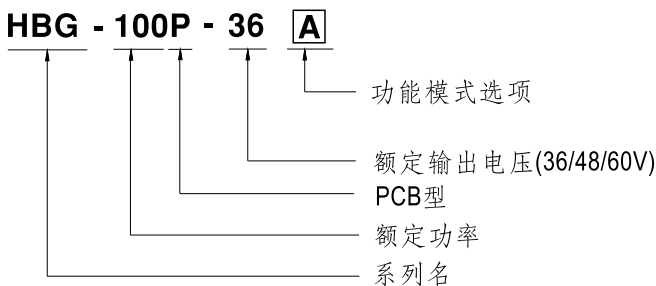 HBG - 100P - 36 A
功能模式选项
额定输出电压(36/48/60V)
PCB型
额定功率
系列名